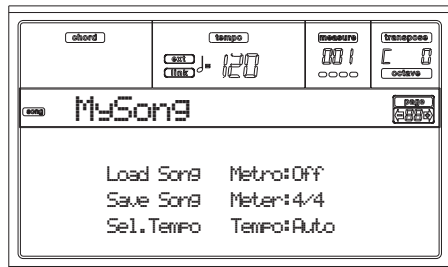 chord tempo measure transpose
ext link ♩= 120 001 C 0
octave
song MySong page
Load Song Metro:Off
Save Song Meter:4/4
Sel.Tempo Tempo:Auto